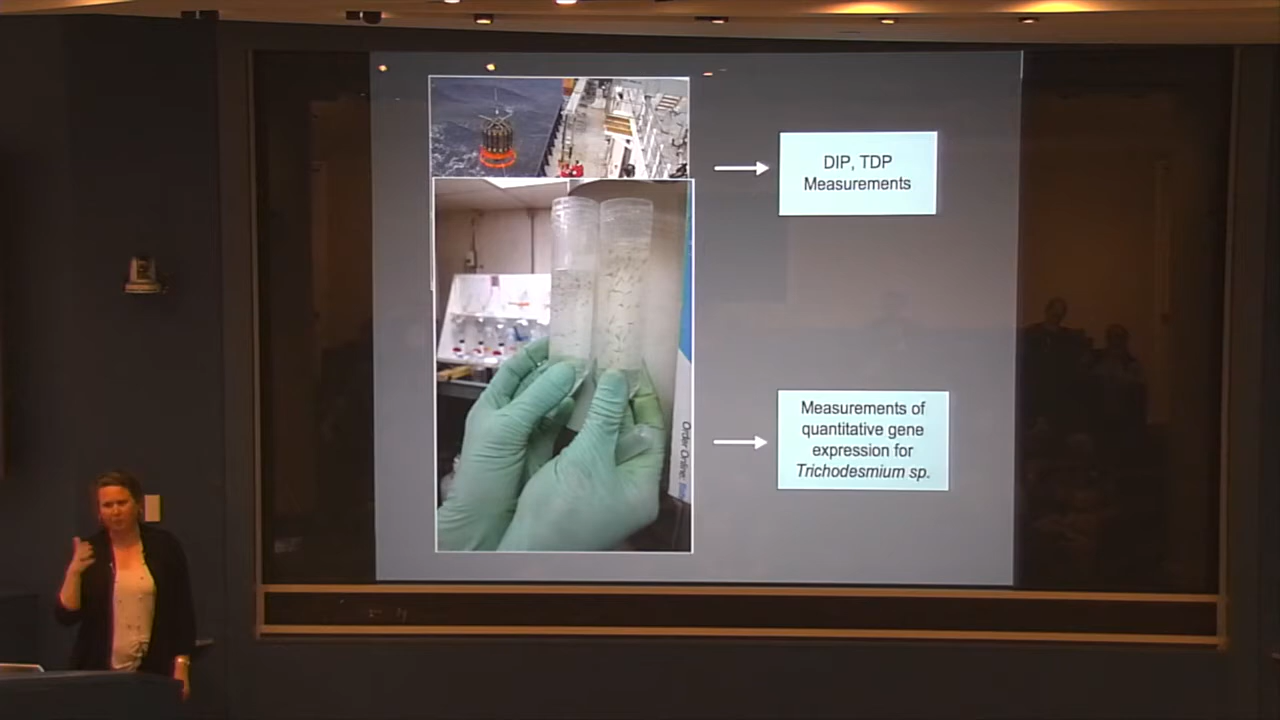 DIP, TDP
Measurements
Measurements of
quantitative gene
expression for
Trichodesmium sp.
Order Online: